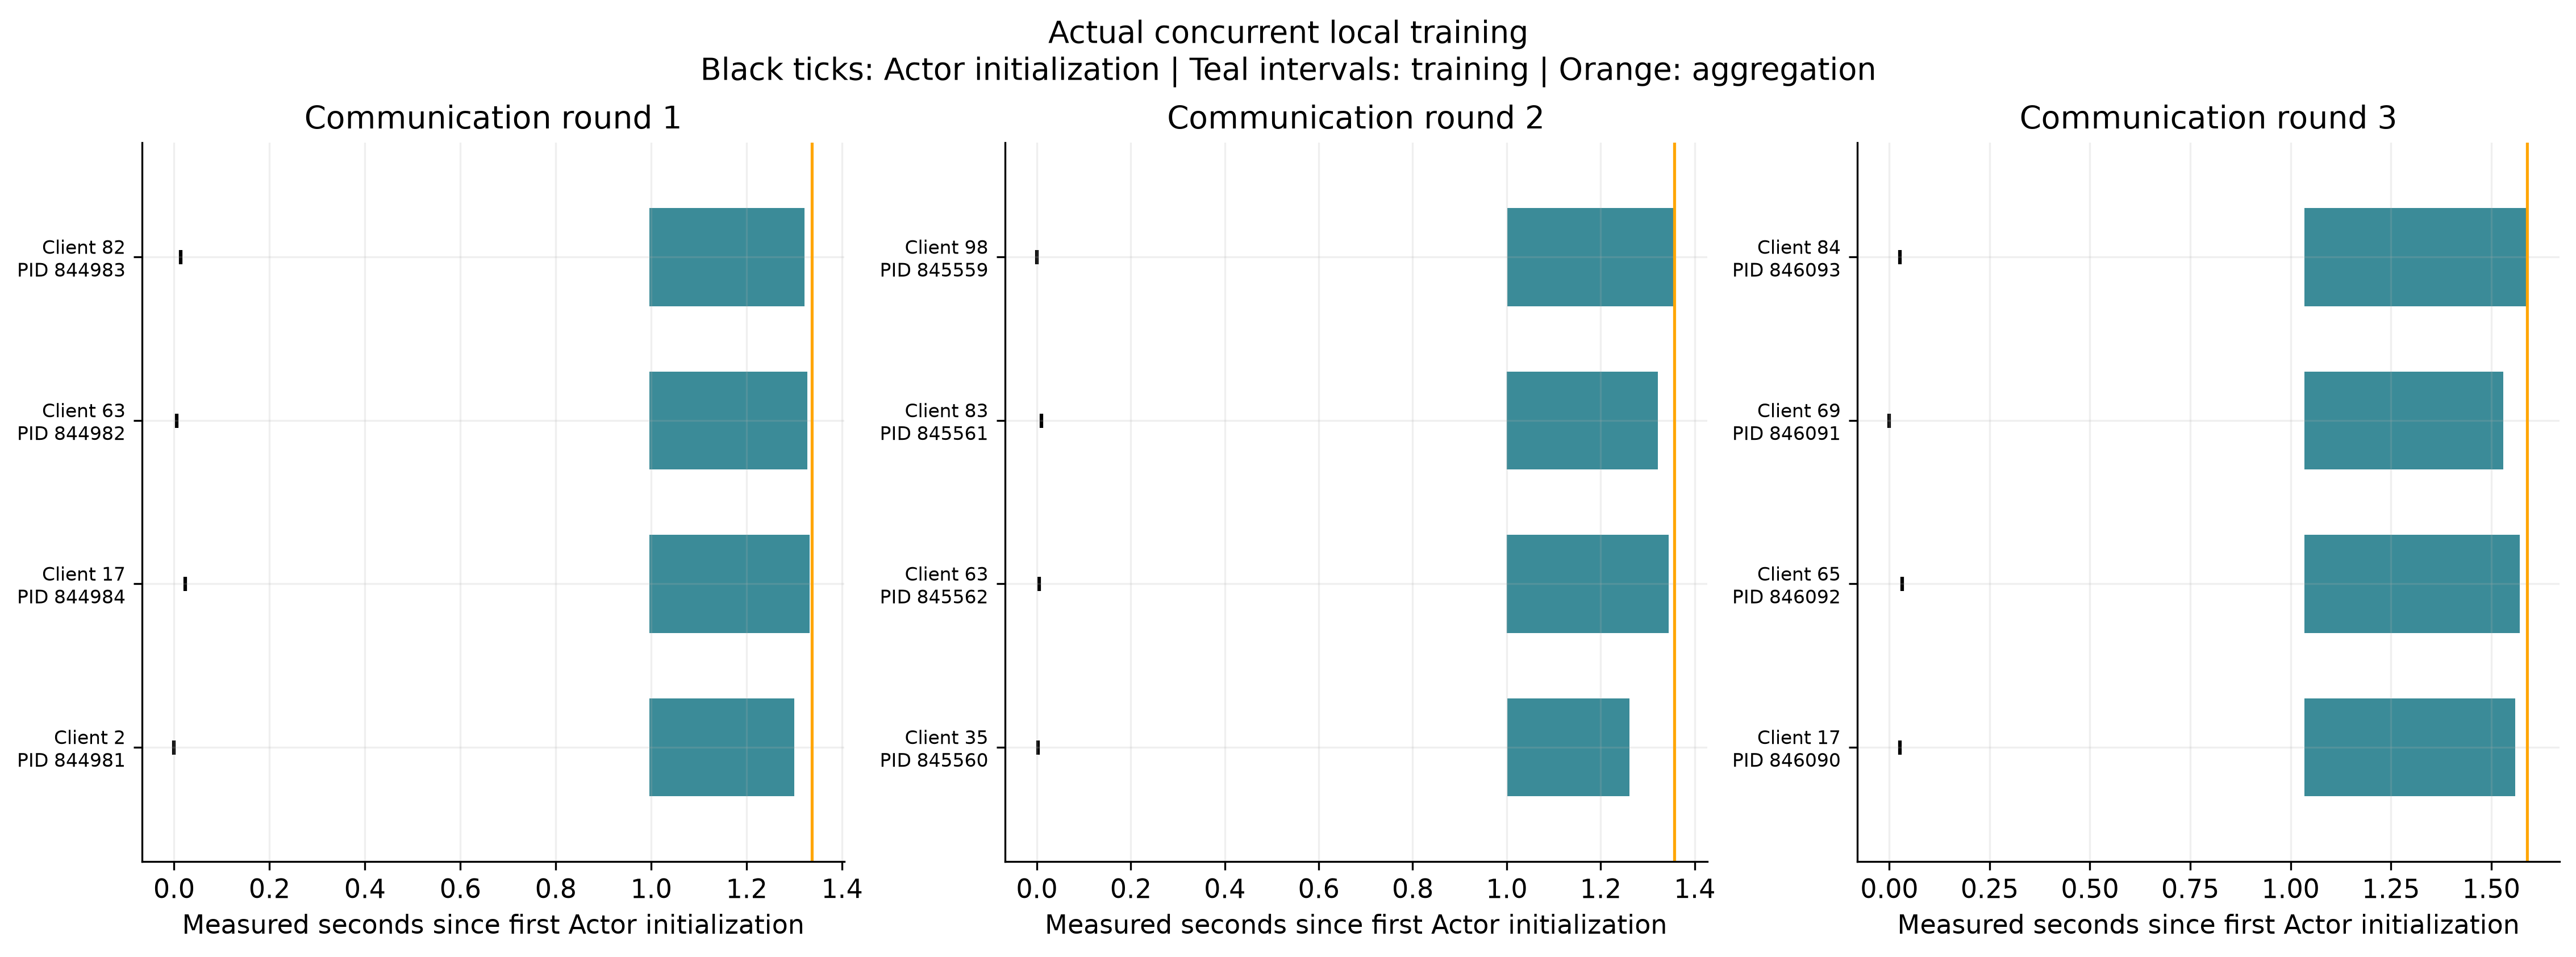 Actual concurrent local training
Black ticks: Actor initialization | Teal intervals: training | Orange: aggregation
Communication round 1
Client 82
PID 844983
Client 63
PID 844982
Client 17
PID 844984
Client 2
PID 844981
0.0 0.2 0.4 0.6 0.8 1.0 1.2 1.4
Measured seconds since first Actor initialization
Communication round 2
Client 98
PID 845559
Client 83
PID 845561
Client 63
PID 845562
Client 35
PID 845560
0.0 0.2 0.4 0.6 0.8 1.0 1.2 1.4
Measured seconds since first Actor initialization
Communication round 3
Client 84
PID 846093
Client 69
PID 846091
Client 65
PID 846092
Client 17
PID 846090
0.00 0.25 0.50 0.75 1.00 1.25 1.50
Measured seconds since first Actor initialization